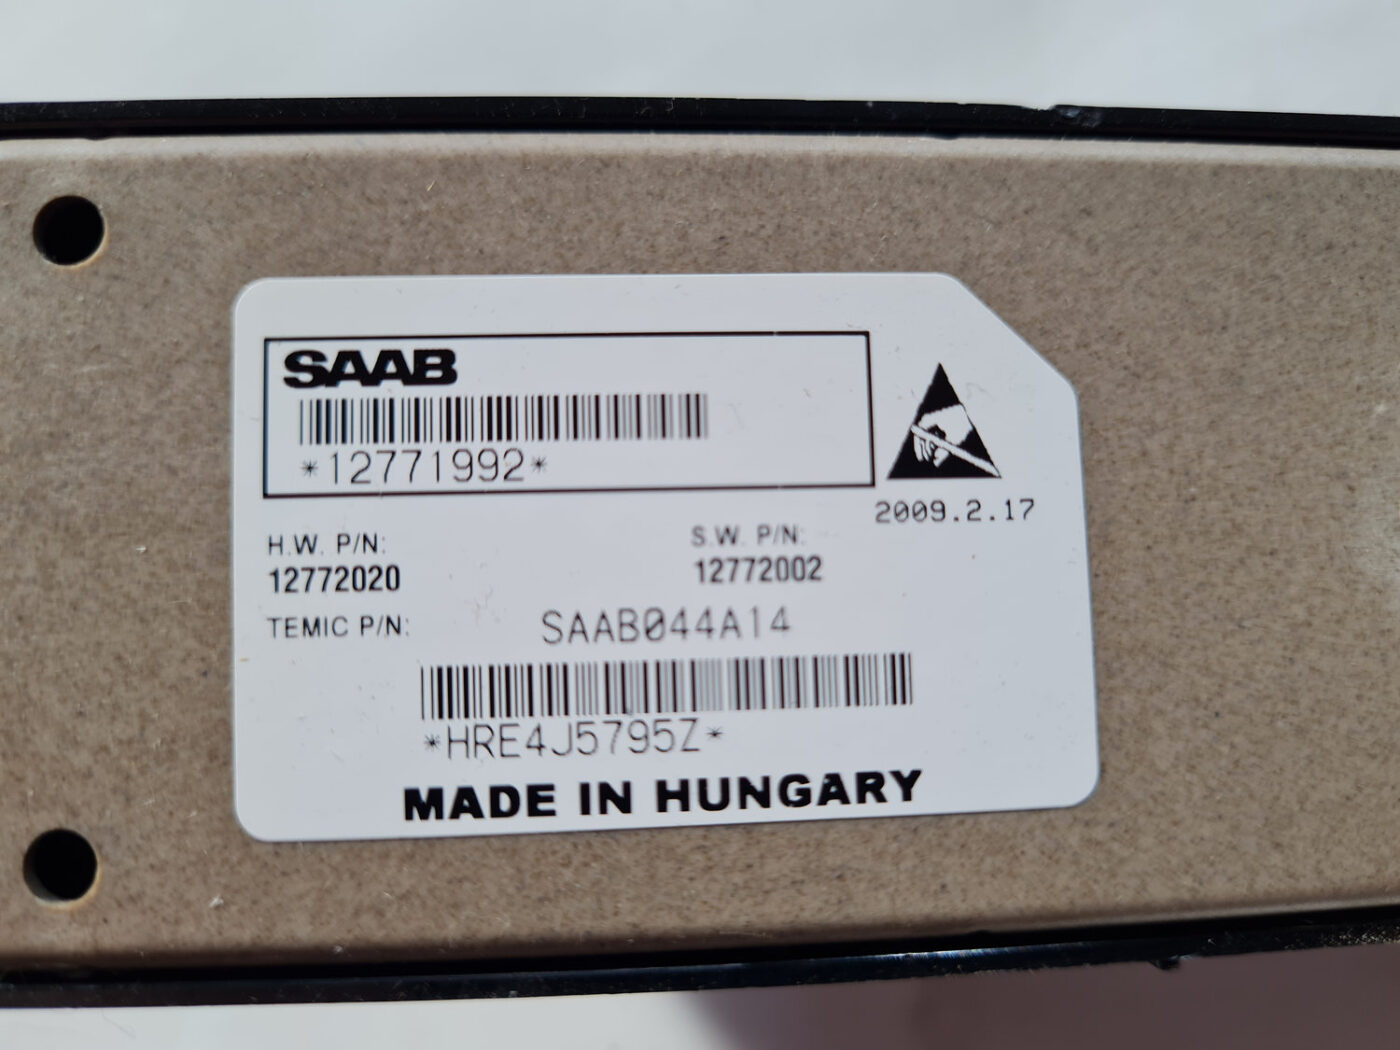 SAAB
*12771992*
2009.2.17
H.W. P/N:
12772020
S.W. P/N:
12772002
TEMIC P/N: SAAB044A14
*HRE4J5795Z*
MADE IN HUNGARY